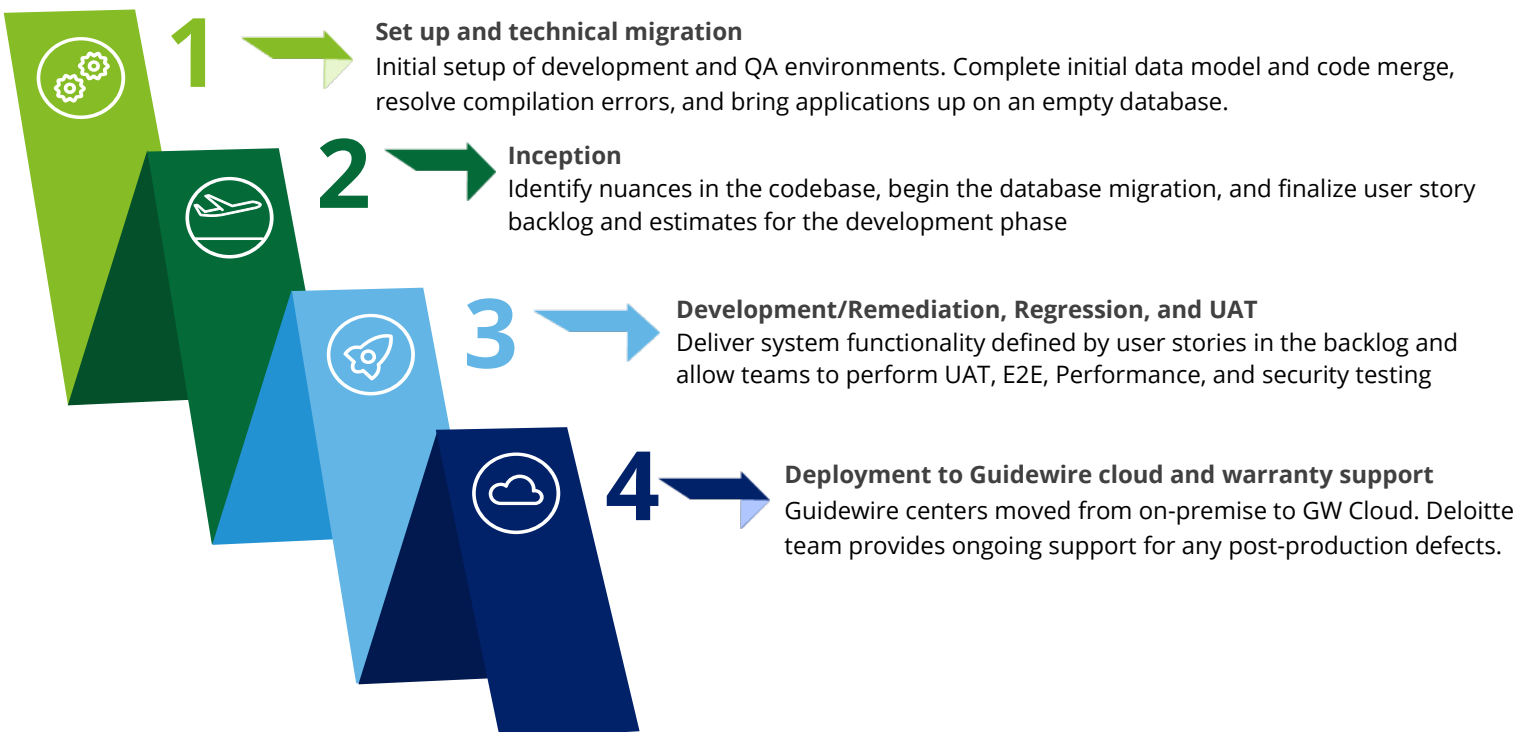 1
Set up and technical migration
Initial setup of development and QA environments. Complete initial data model and code merge,
resolve compilation errors, and bring applications up on an empty database.
2
Inception
Identify nuances in the codebase, begin the database migration, and finalize user story
backlog and estimates for the development phase
3
Development/Remediation, Regression, and UAT
Deliver system functionality defined by user stories in the backlog and
allow teams to perform UAT, E2E, Performance, and security testing
4
Deployment to Guidewire cloud and warranty support
Guidewire centers moved from on-premise to GW Cloud. Deloitte
team provides ongoing support for any post-production defects.